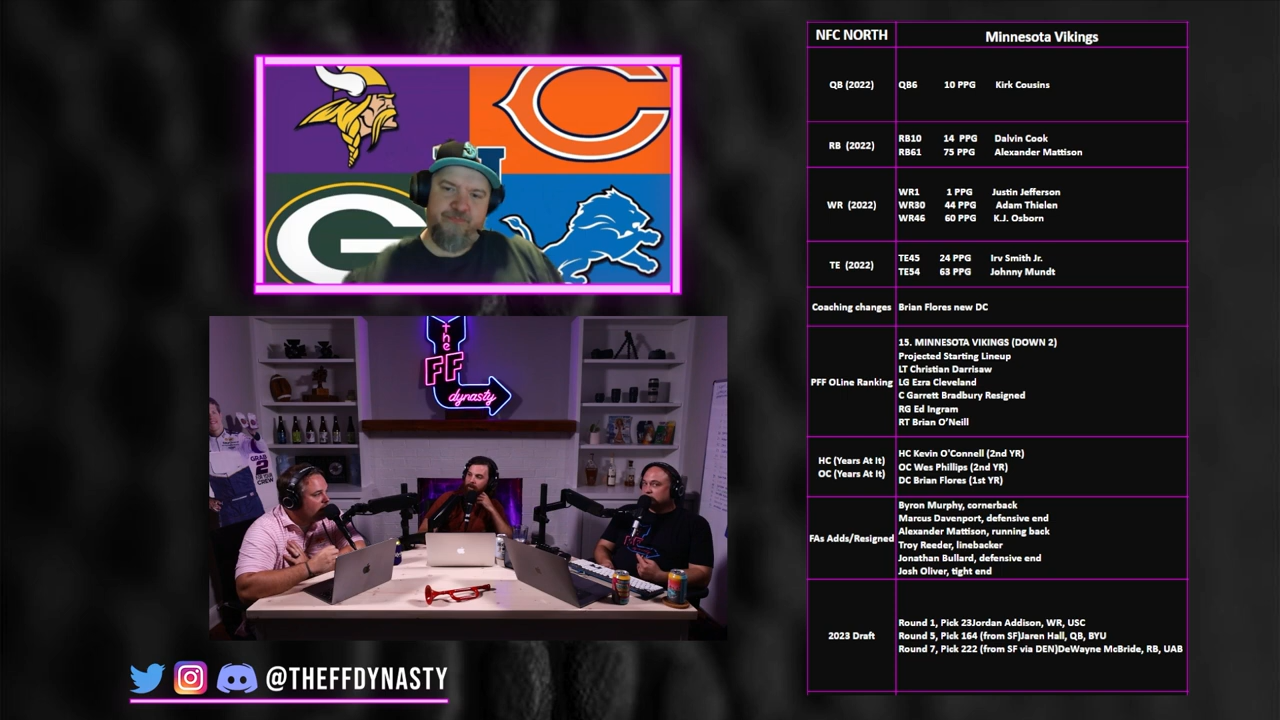 NFC NORTH Minnesota Vikings
QB (2022) QB6 10 PPG Kirk Cousins
RB (2022)
RB10 14 PPG Dalvin Cook
RB61 75 PPG Alexander Mattison
WR (2022)
WR1 1 PPG Justin Jefferson
WR30 44 PPG Adam Thielen
WR46 60 PPG K.J. Osborn
TE (2022)
TE45 24 PPG Irv Smith Jr.
TE54 63 PPG Johnny Mundt
Coaching changes Brian Flores new DC
PFF OLine Ranking
15. MINNESOTA VIKINGS (DOWN 2)
Projected Starting Lineup
LT Christian Darrisaw
LG Ezra Cleveland
C Garrett Bradbury Resigned
RG Ed Ingram
RT Brian O'Neill
HC (Years At It)
OC (Years At It)
HC Kevin O'Connell (2nd YR)
OC Wes Phillips (2nd YR)
DC Brian Flores (1st YR)
FAs Adds/Resigned
Byron Murphy, cornerback
Marcus Davenport, defensive end
Alexander Mattison, running back
Troy Reeder, linebacker
Jonathan Bullard, defensive end
Josh Oliver, tight end
2023 Draft
Round 1, Pick 23Jordan Addison, WR, USC
Round 5, Pick 164 (from SF)Jaren Hall, QB, BYU
Round 7, Pick 222 (from SF via DEN)DeWayne McBride, RB, UAB
the
FF
dynasty
GRAB
2
FOR YOUR
CREW
@THEFFDYNASTY